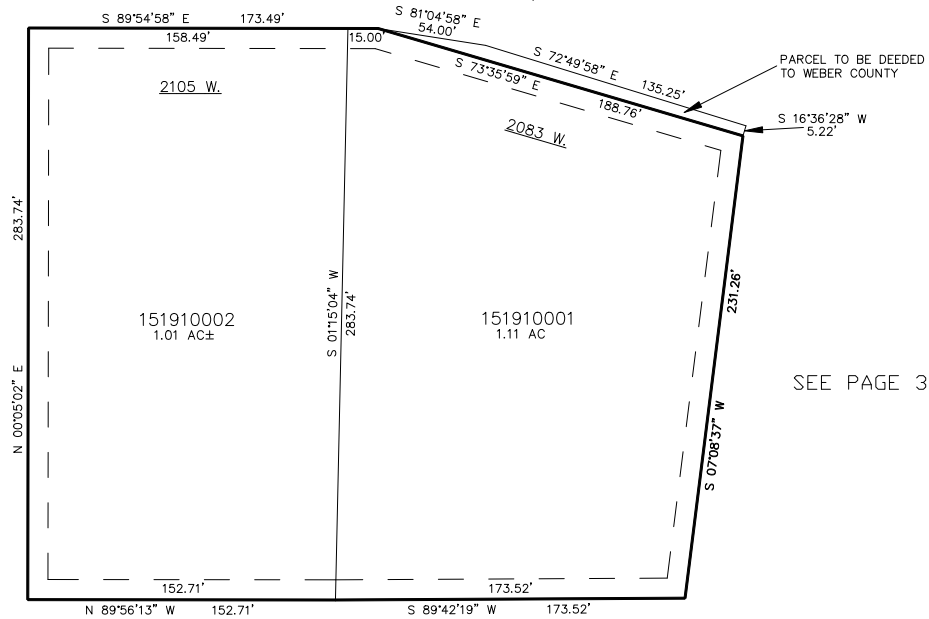 S 89°54'58" E 173.49'
S 81°04'58" E
54.00'
158.49' 15.00'
S 72°49'58" E 135.25'
PARCEL TO BE DEEDED
TO WEBER COUNTY
S 73°35'59" E 188.76'
2105 W.
2083 W.
S 16°36'28" W
5.22'
283.74'
N 00°05'02" E
S 01°15'04" W
283.74'
231.26'
S 07°08'37" W
151910002
1.01 AC±
151910001
1.11 AC
SEE PAGE 3
152.71' 173.52'
N 89°56'13" W 152.71' S 89°42'19" W 173.52'